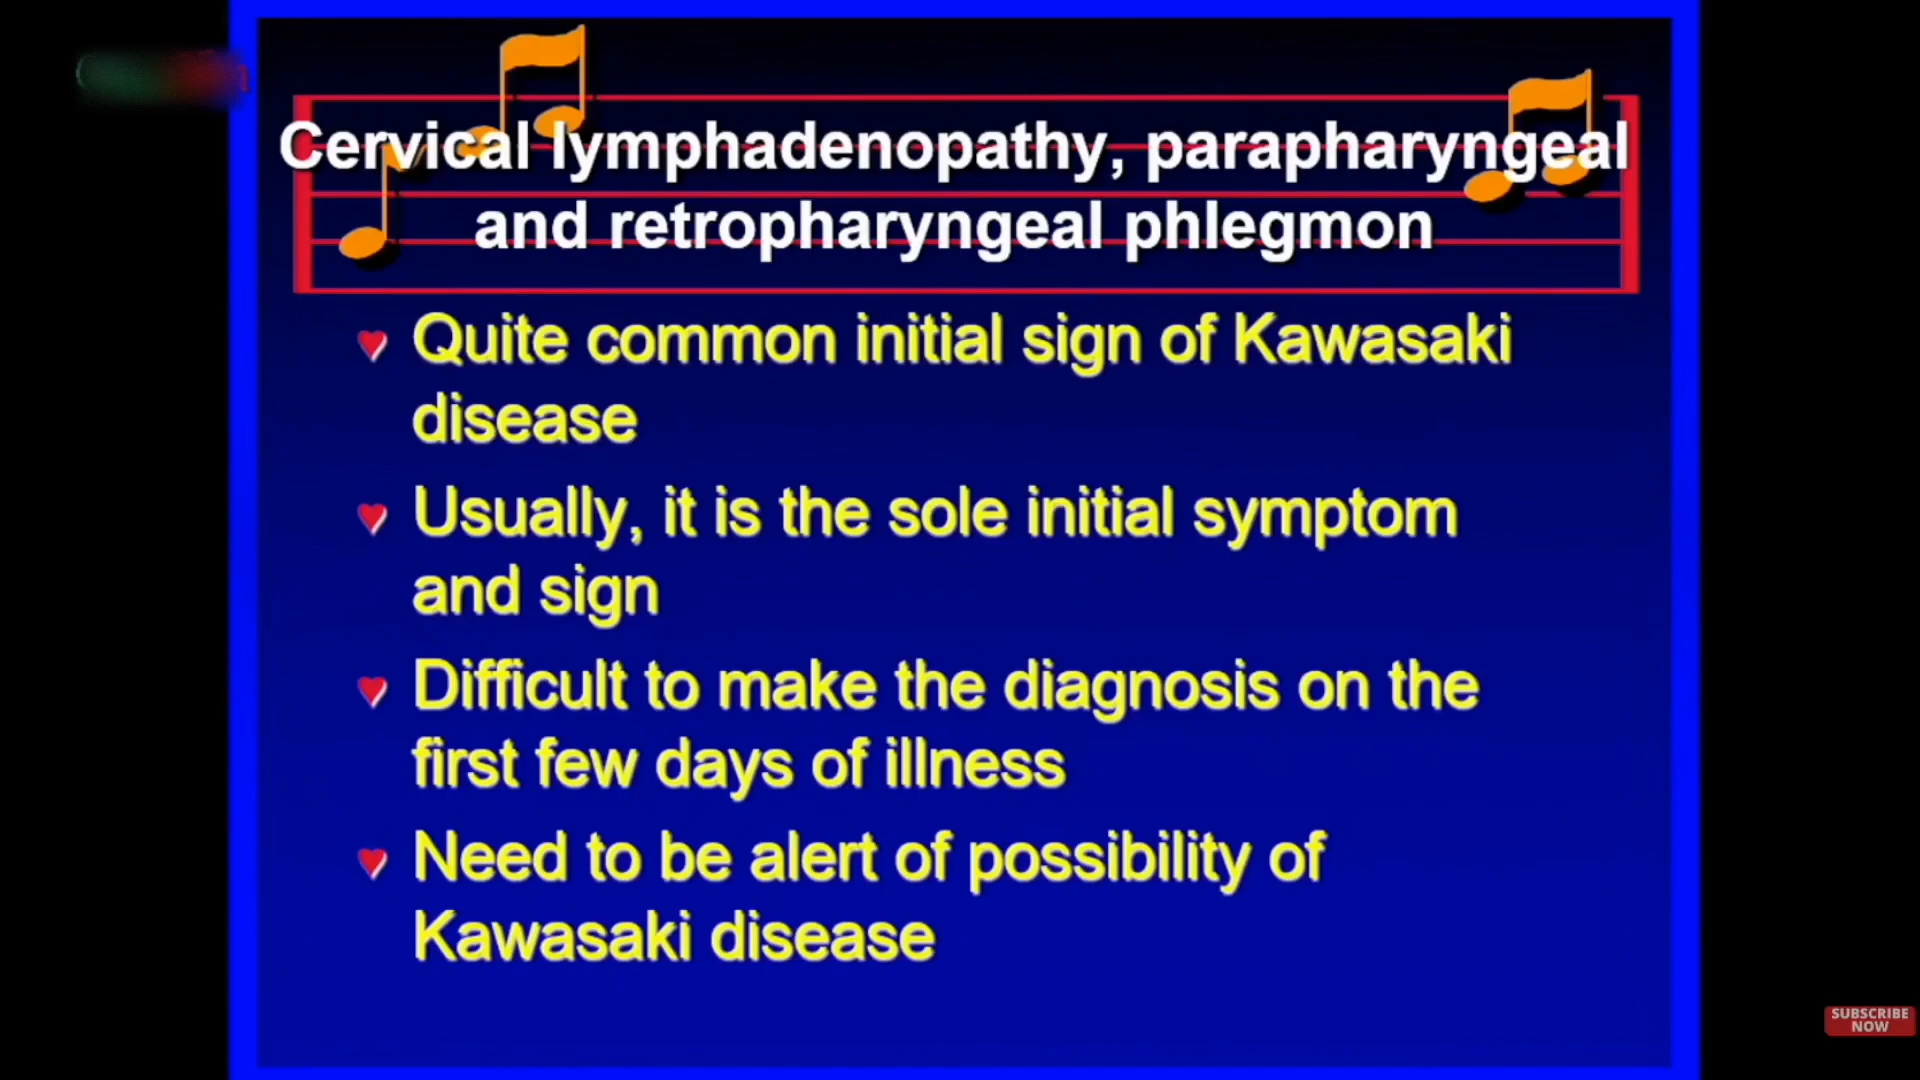 Cervical lymphadenopathy, parapharyngeal
and retropharyngeal phlegmon
Quite common initial sign of Kawasaki
disease
Usually, it is the sole initial symptom
and sign
Difficult to make the diagnosis on the
first few days of illness
Need to be alert of possibility of
Kawasaki disease
SUBSCRIBE
NOW